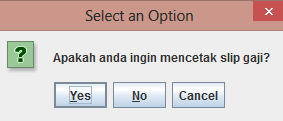 Select an Option
Apakah anda ingin mencetak slip gaji?
Yes No Cancel